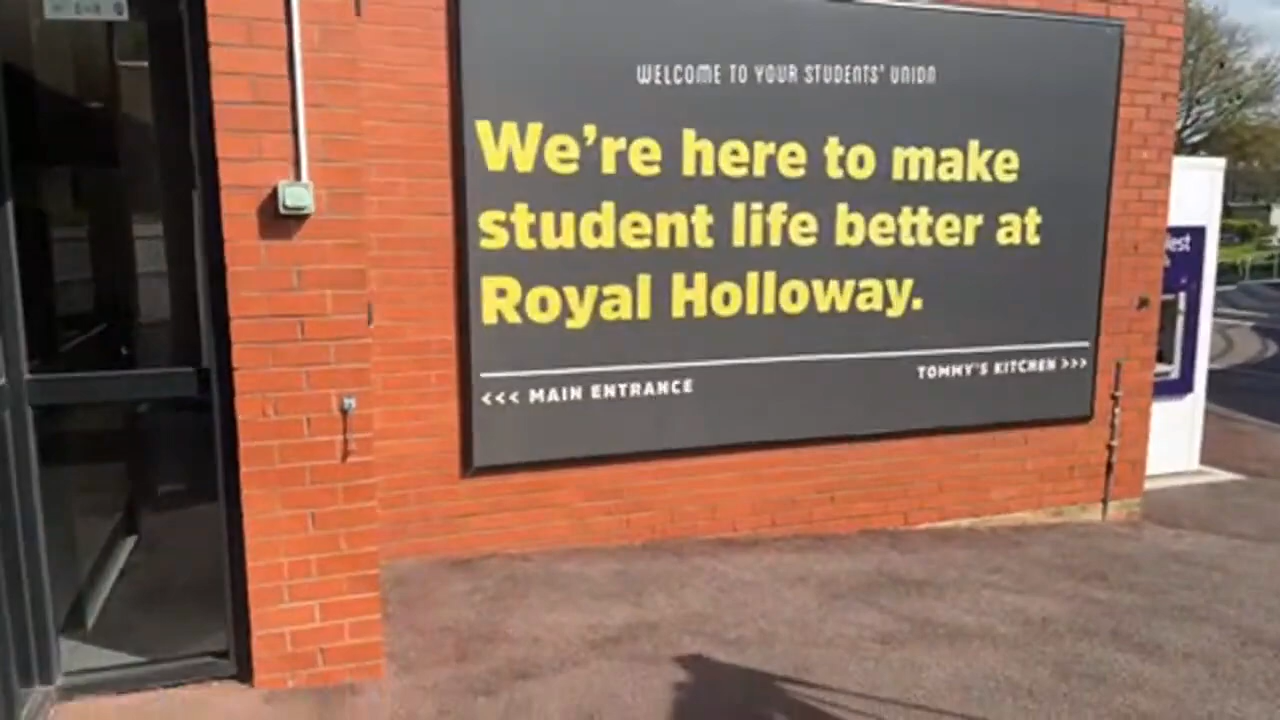 WELCOME TO YOUR STUDENTS' UNION
We're here to make
student life better at
Royal Holloway.
<<< MAIN ENTRANCE
TOMMY'S KITCHEN >>>